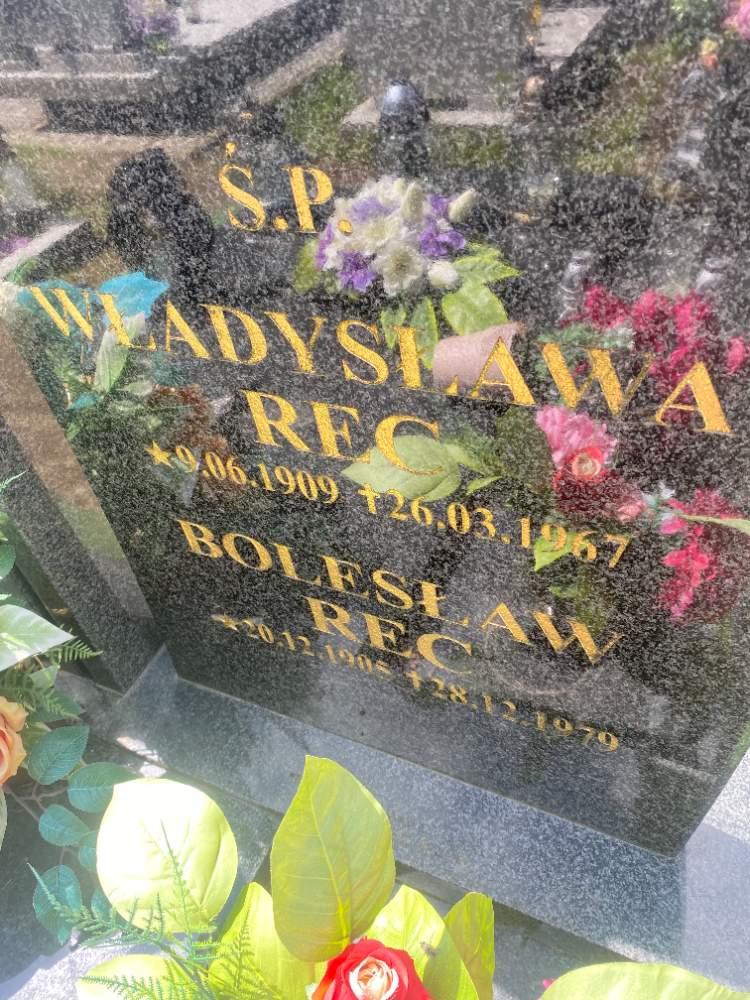 Ś.P.
WŁADYSŁAWA
REC
★9.06.1909 ✝26.03.1967
BOLESŁAW
REC
★20.12.1905 ✝28.12.1979